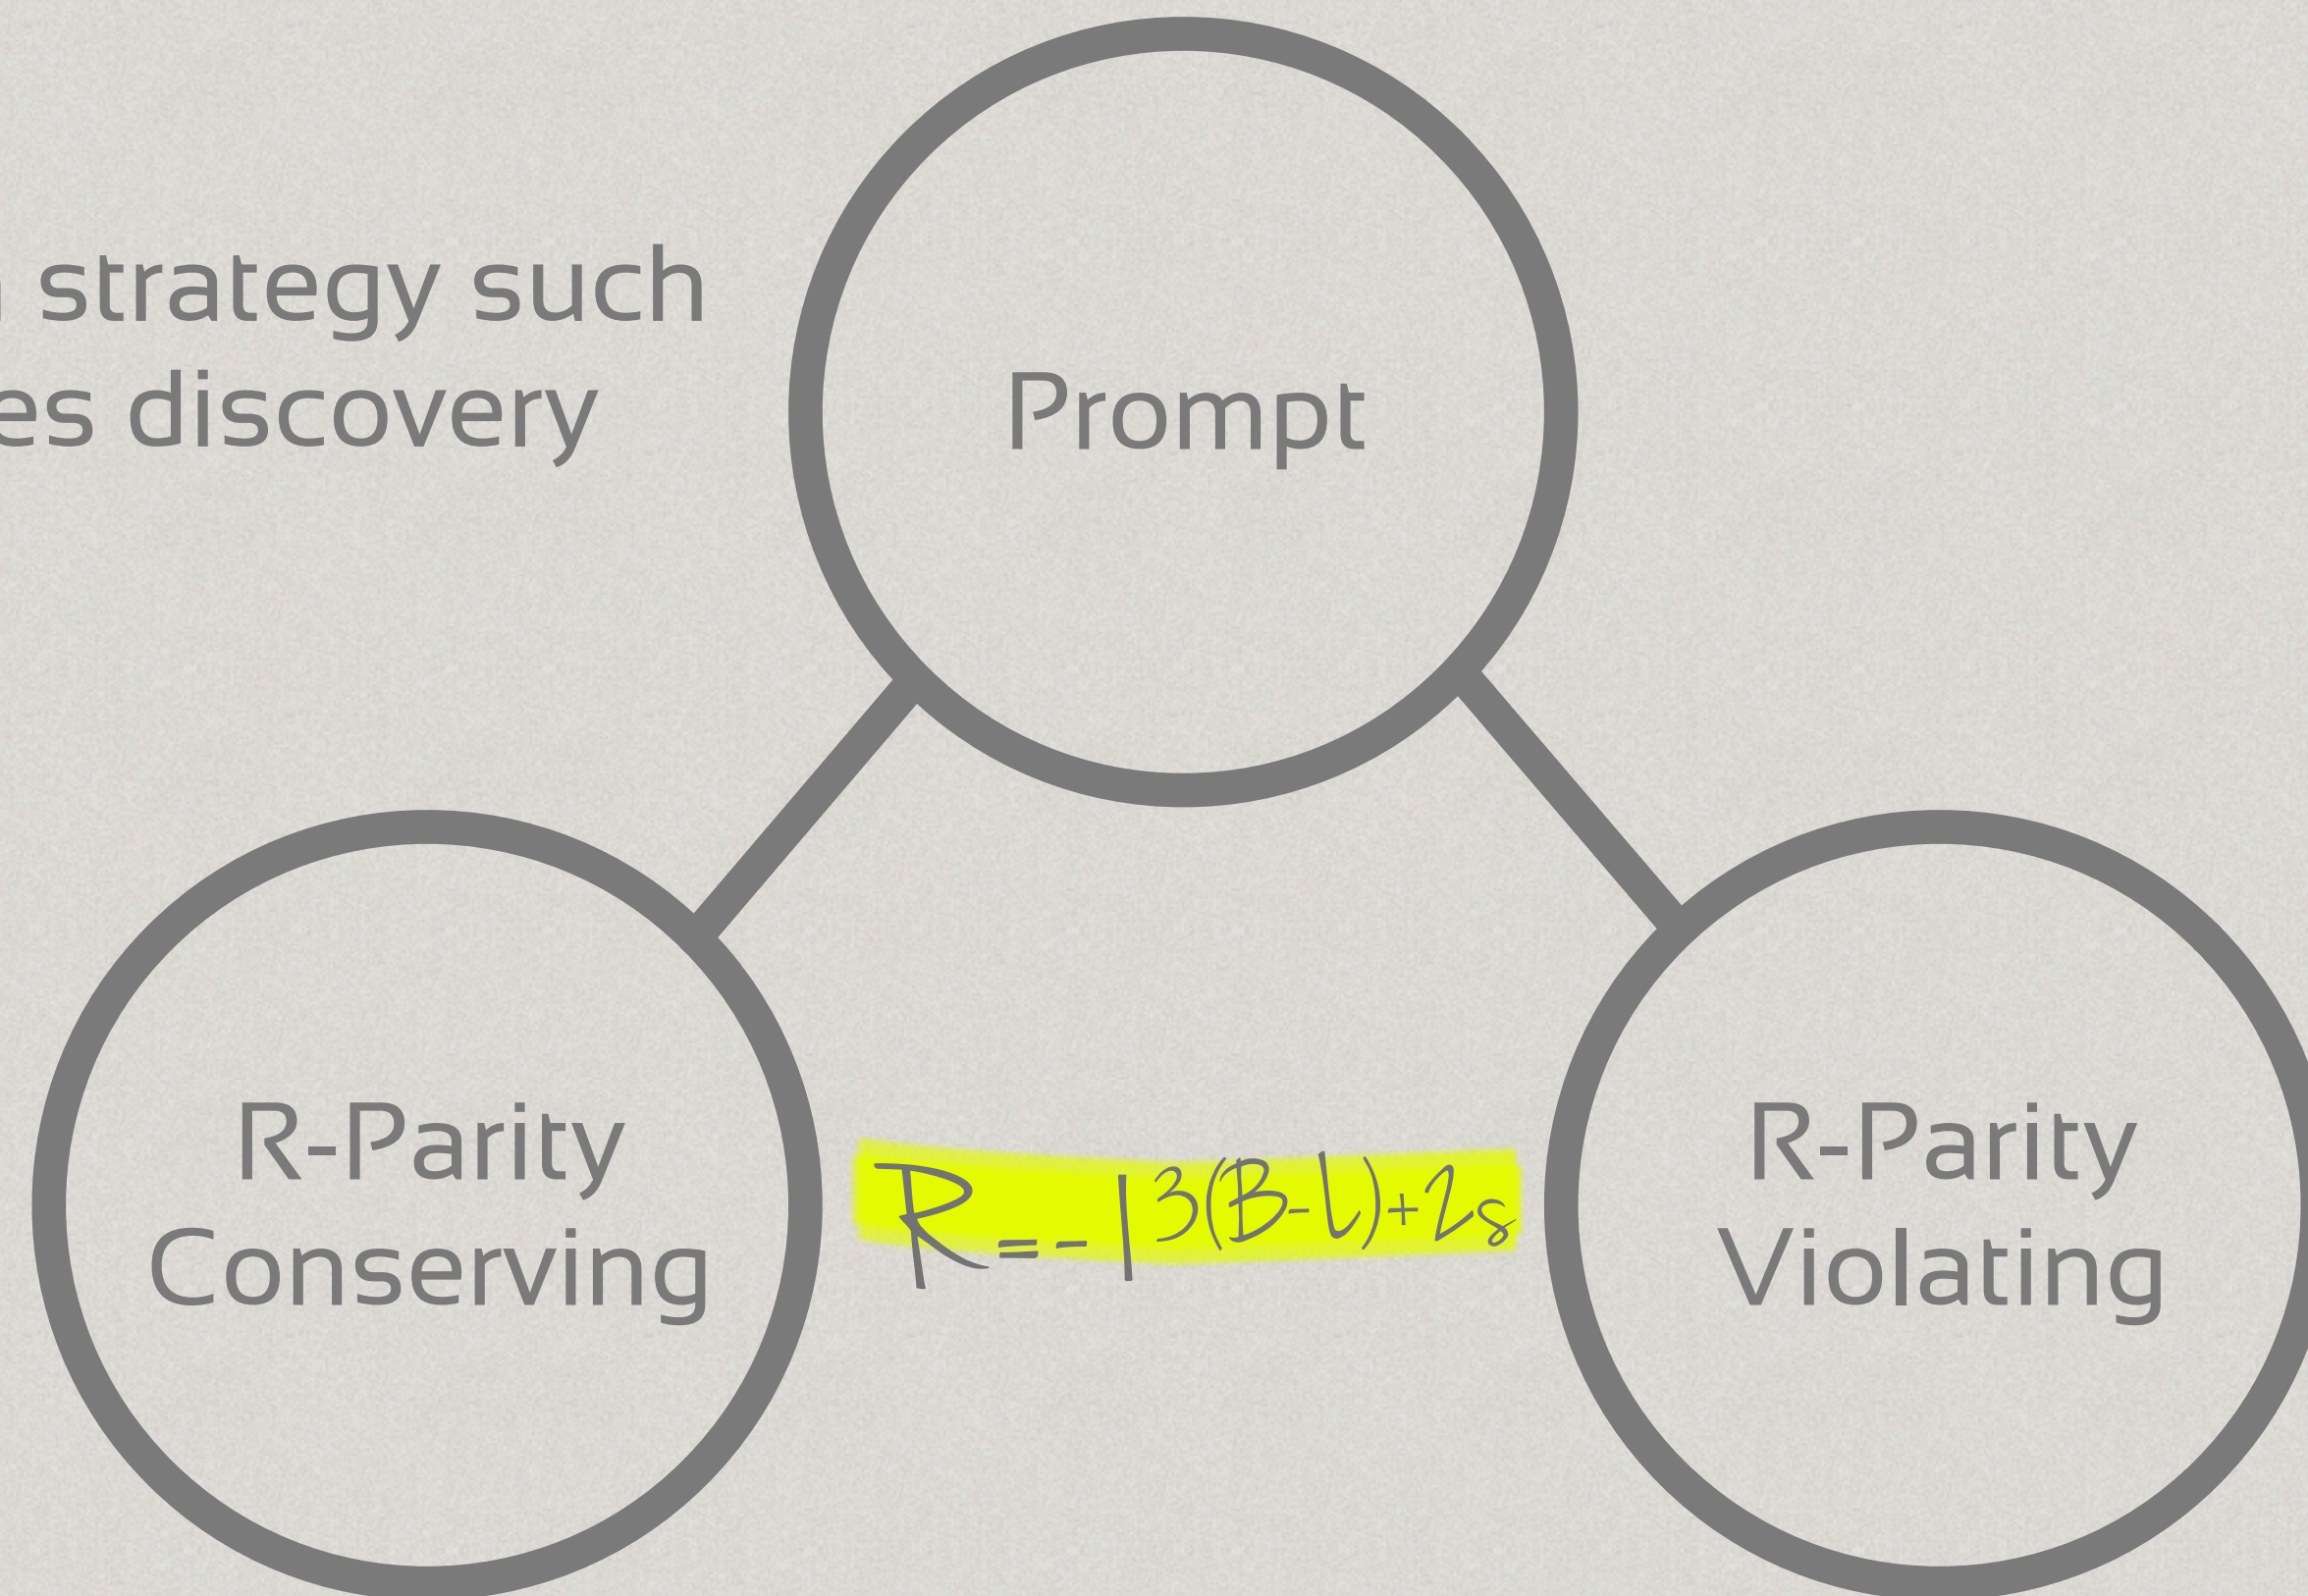 strategy such
es discovery
Prompt
R-Parity
Conserving
R=-1^3(B-L)+2s
R-Parity
Violating